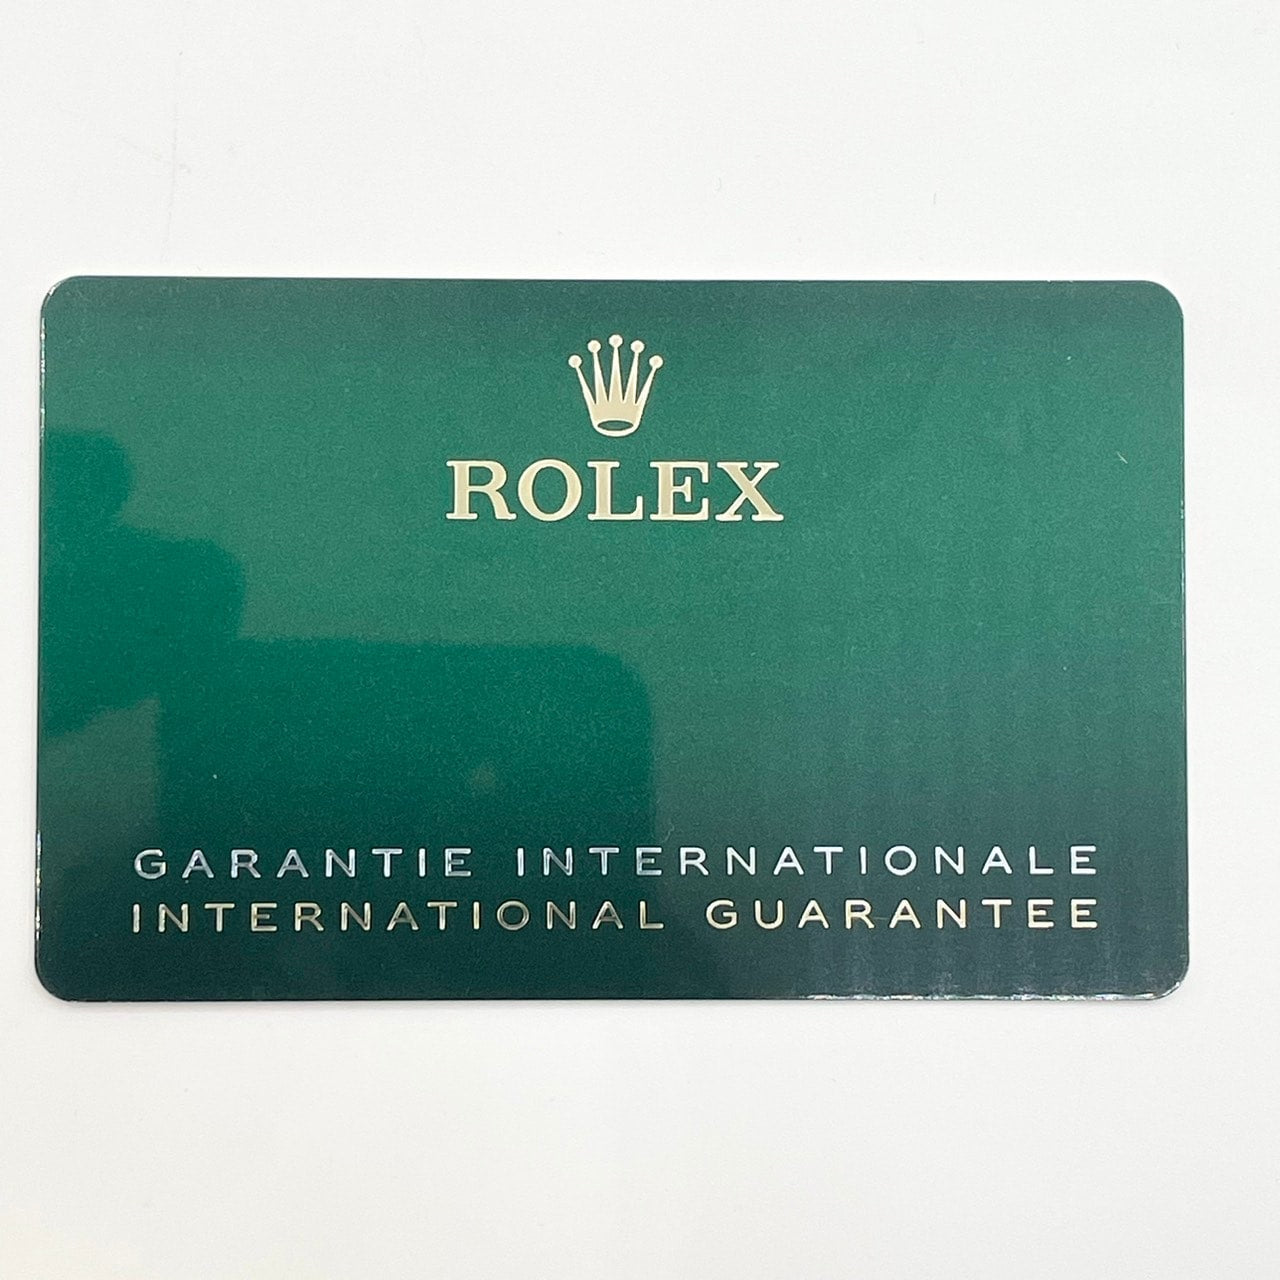 ROLEX
GARANTIE INTERNATIONALE
INTERNATIONAL GUARANTEE